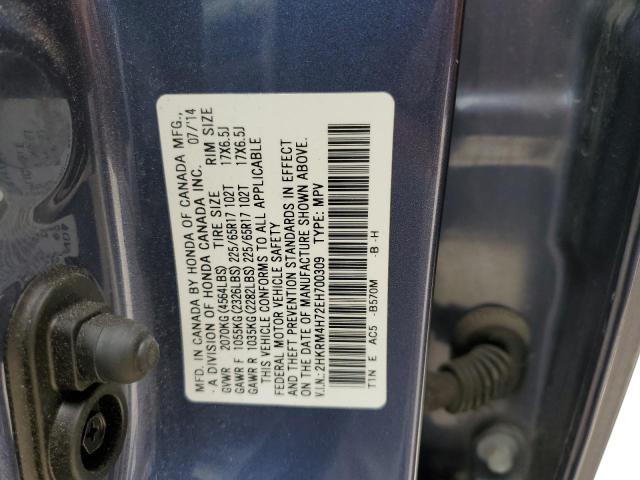 MFD. IN CANADA BY HONDA OF CANADA MFG.,
-A DIVISION OF HONDA CANADA INC. 07/'14
TIRE SIZE RIM SIZE
GVWR 2070KG(4564LBS)
GAWR F 1055KG(2326LBS) 225/65R17 102T 17X6.5J
GAWR R 1035KG(2282LBS) 225/65R17 102T 17X6.5J
THIS VEHICLE CONFORMS TO ALL APPLICABLE
FEDERAL MOTOR VEHICLE SAFETY
AND THEFT PREVENTION STANDARDS IN EFFECT
ON THE DATE OF MANUFACTURE SHOWN ABOVE.
V.I.N.:2HKRM4H72EH700309 TYPE: MPV
T1N E AC5 -B570M -B-H